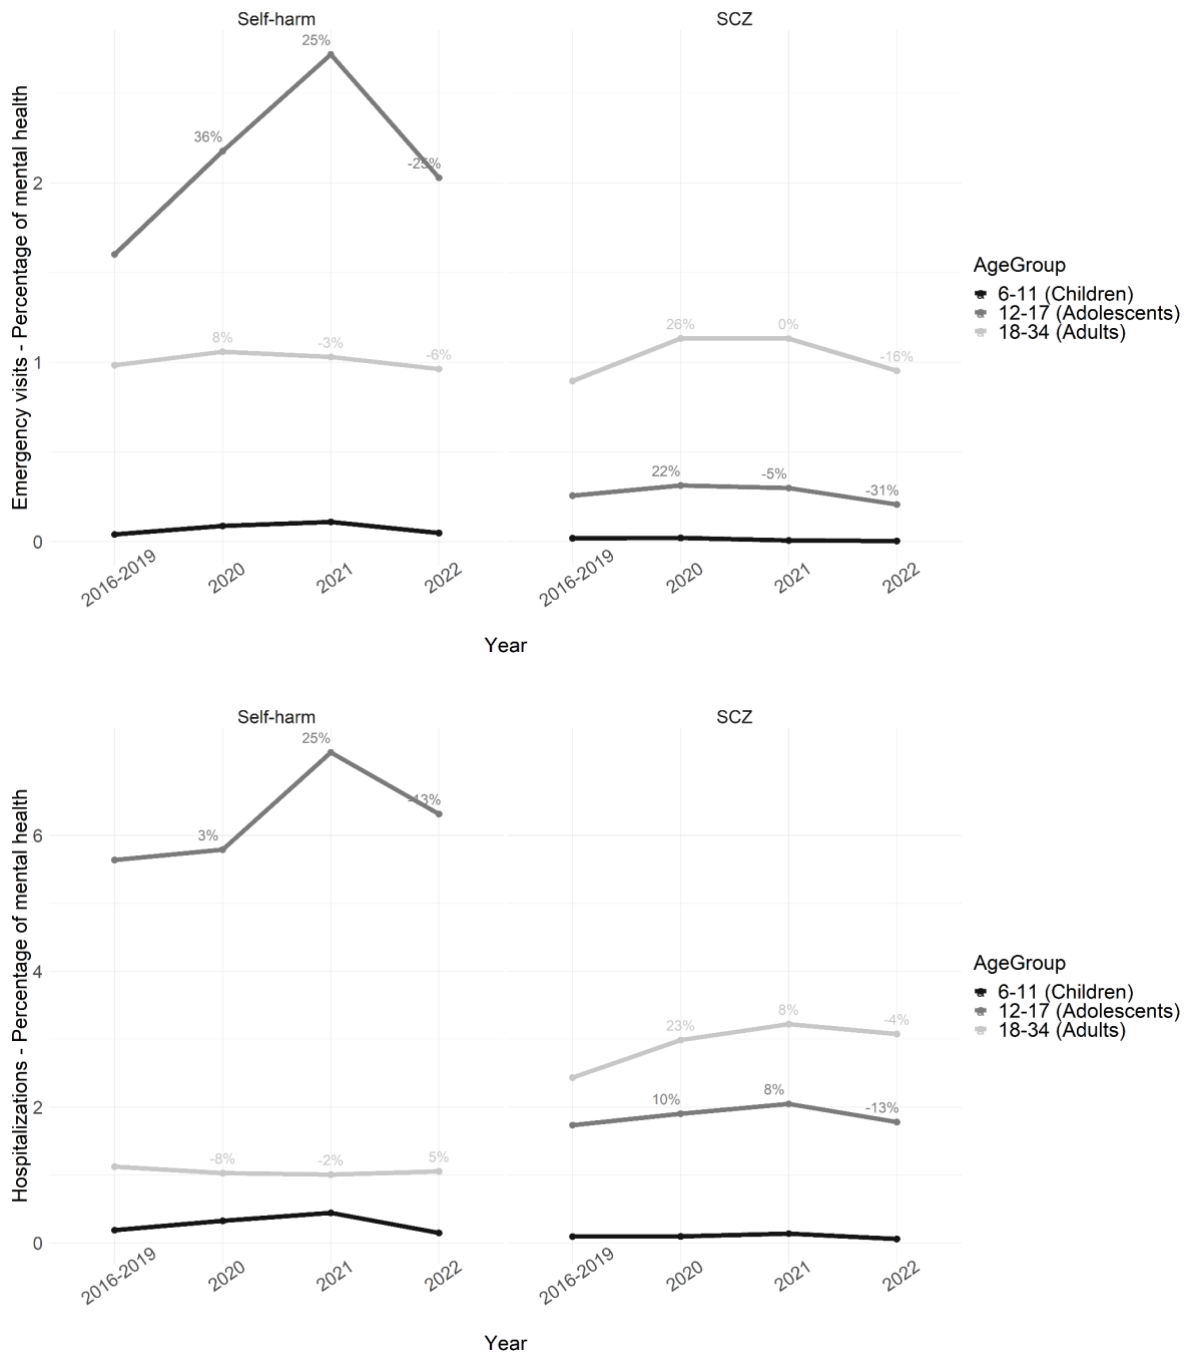 Self-harm
SCZ
Emergency visits - Percentage of mental health
2
1
0
36%
25%
-25%
8%
-3%
-6%
26%
0%
-16%
22%
-5%
-31%
2016-2019
2020
2021
2022
2016-2019
2020
2021
2022
Year
AgeGroup
6-11 (Children)
12-17 (Adolescents)
18-34 (Adults)
Self-harm
SCZ
Hospitalizations - Percentage of mental health
6
4
2
0
3%
25%
-13%
-8%
-2%
5%
23%
8%
-4%
10%
8%
-13%
2016-2019
2020
2021
2022
2016-2019
2020
2021
2022
Year
AgeGroup
6-11 (Children)
12-17 (Adolescents)
18-34 (Adults)